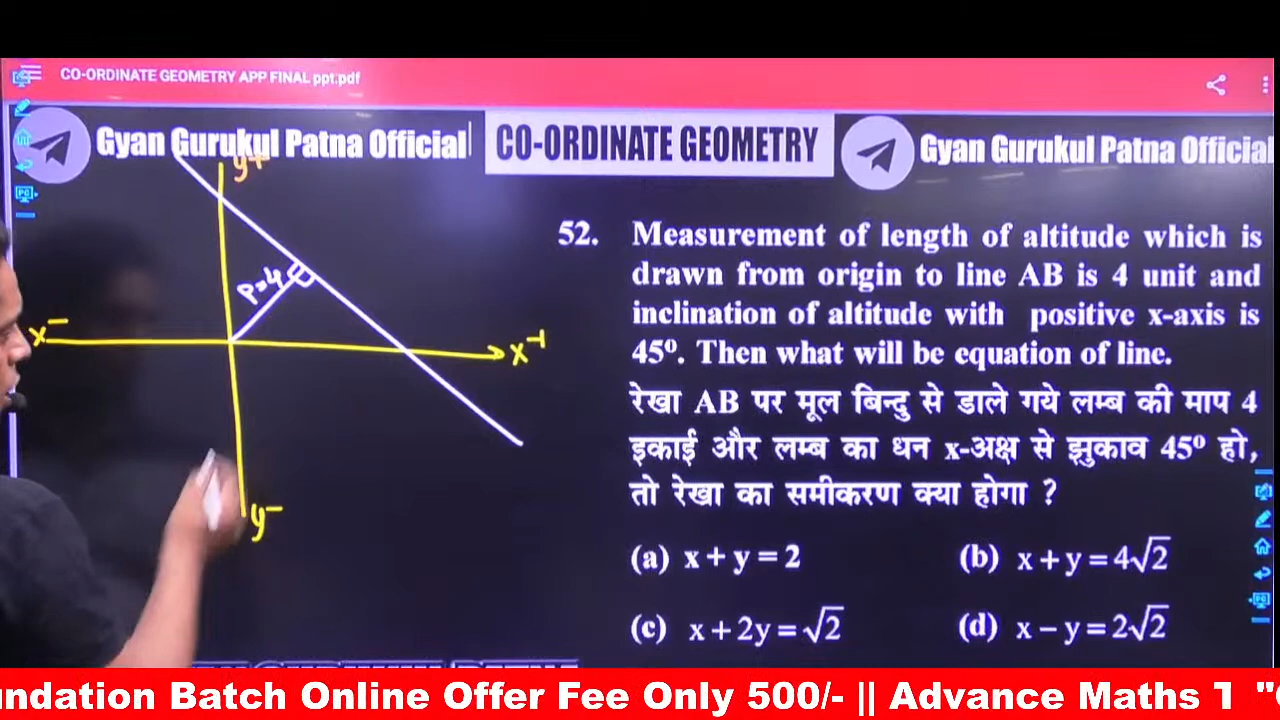 CO-ORDINATE GEOMETRY APP FINAL ppt.pdf
Gyan Gurukul Patna Official
CO-ORDINATE GEOMETRY
Gyan Gurukul Patna Official
y+
P=4
x−
x+
y−
52. Measurement of length of altitude which is
drawn from origin to line AB is 4 unit and
inclination of altitude with positive x-axis is
45⁰. Then what will be equation of line.
रेखा AB पर मूल बिन्दु से डाले गये लम्ब की माप 4
इकाई और लम्ब का धन x-अक्ष से झुकाव 45⁰ हो,
तो रेखा का समीकरण क्या होगा ?
(a) x + y = 2 (b) x + y = 4√2
(c) x + 2y = √2 (d) x − y = 2√2
undation Batch Online Offer Fee Only 500/- || Advance Maths 1